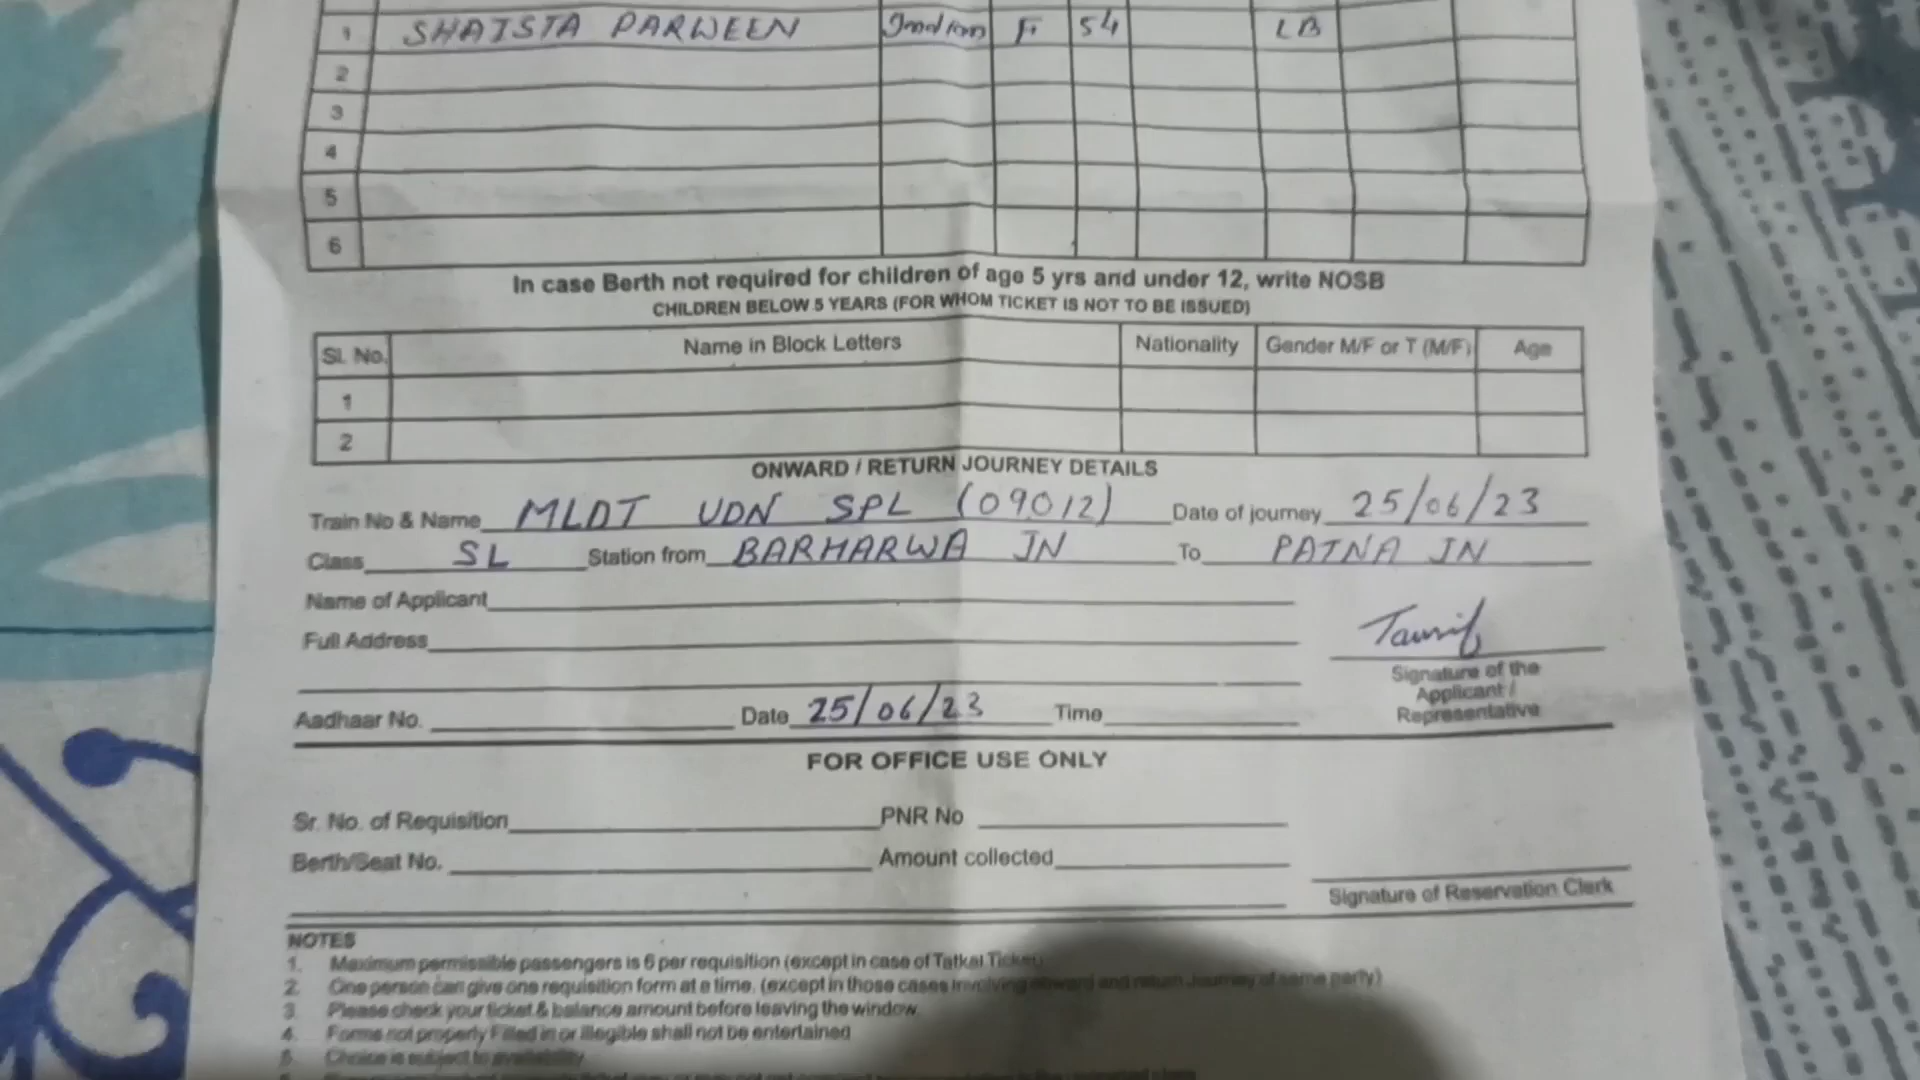 1 SHAISTA PARWEEN Indian F 54 LB
2
3
4
5
6
In case Berth not required for children of age 5 yrs and under 12, write NOSB
CHILDREN BELOW 5 YEARS (FOR WHOM TICKET IS NOT TO BE ISSUED)
Sl. No. Name in Block Letters Nationality Gender M/F or T (M/F) Age
1
2
ONWARD / RETURN JOURNEY DETAILS
Train No & Name MLDT UDN SPL (09012) Date of journey 25/06/23
Class SL Station from BARHARWA JN To PATNA JN
Name of Applicant
Full Address
Tausif
Signature of the
Applicant /
Representative
Aadhaar No. Date 25/06/23 Time
FOR OFFICE USE ONLY
Sr. No. of Requisition PNR No
Berth/Seat No. Amount collected
Signature of Reservation Clerk
NOTES
1. Maximum permissible passengers is 6 per requisition (except in case of Tatkal Ticket)
2. One person can give one requisition form at a time. (except in those cases involving onward and return Journey of same party)
3. Please check your ticket & balance amount before leaving the window
4. Forms not properly Filled in or illegible shall not be entertained
5. Choice is subject to availability